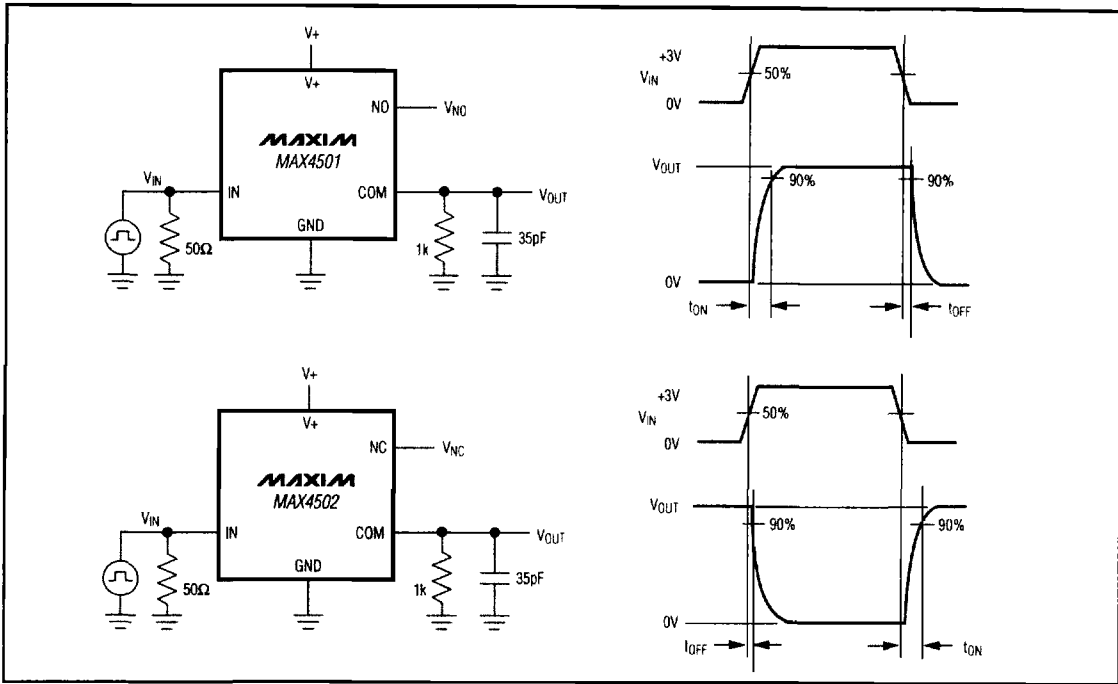 V+
V+
NO
VNO
MAXIM
MAX4501
VIN
IN
COM
VOUT
GND
50Ω
1k
35pF
+3V
VIN
50%
0V
VOUT
90%
90%
0V
tON
tOFF
V+
V+
NC
VNC
MAXIM
MAX4502
VIN
IN
COM
VOUT
GND
50Ω
1k
35pF
+3V
VIN
50%
0V
VOUT
90%
90%
0V
tOFF
tON